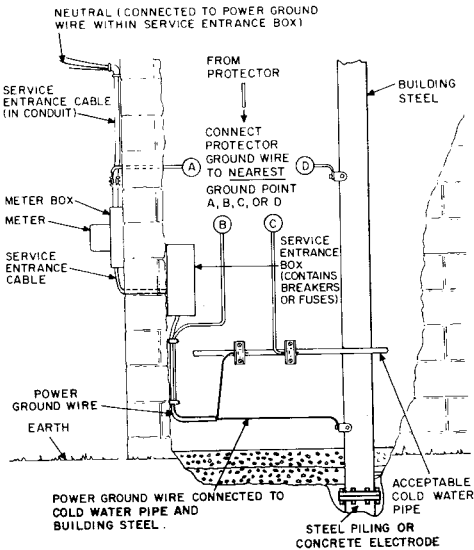 NEUTRAL (CONNECTED TO POWER GROUND
WIRE WITHIN SERVICE ENTRANCE BOX)
FROM
PROTECTOR
BUILDING
STEEL
SERVICE
ENTRANCE CABLE
(IN CONDUIT)
CONNECT
PROTECTOR
GROUND WIRE
TO NEAREST
GROUND POINT
A, B, C, OR D
A
D
METER BOX
METER
B
C
SERVICE
ENTRANCE
CABLE
SERVICE
ENTRANCE
BOX
(CONTAINS
BREAKERS
OR FUSES)
POWER
GROUND WIRE
EARTH
POWER GROUND WIRE CONNECTED TO
COLD WATER PIPE AND
BUILDING STEEL.
ACCEPTABLE
COLD WATER
PIPE
STEEL PILING OR
CONCRETE ELECTRODE